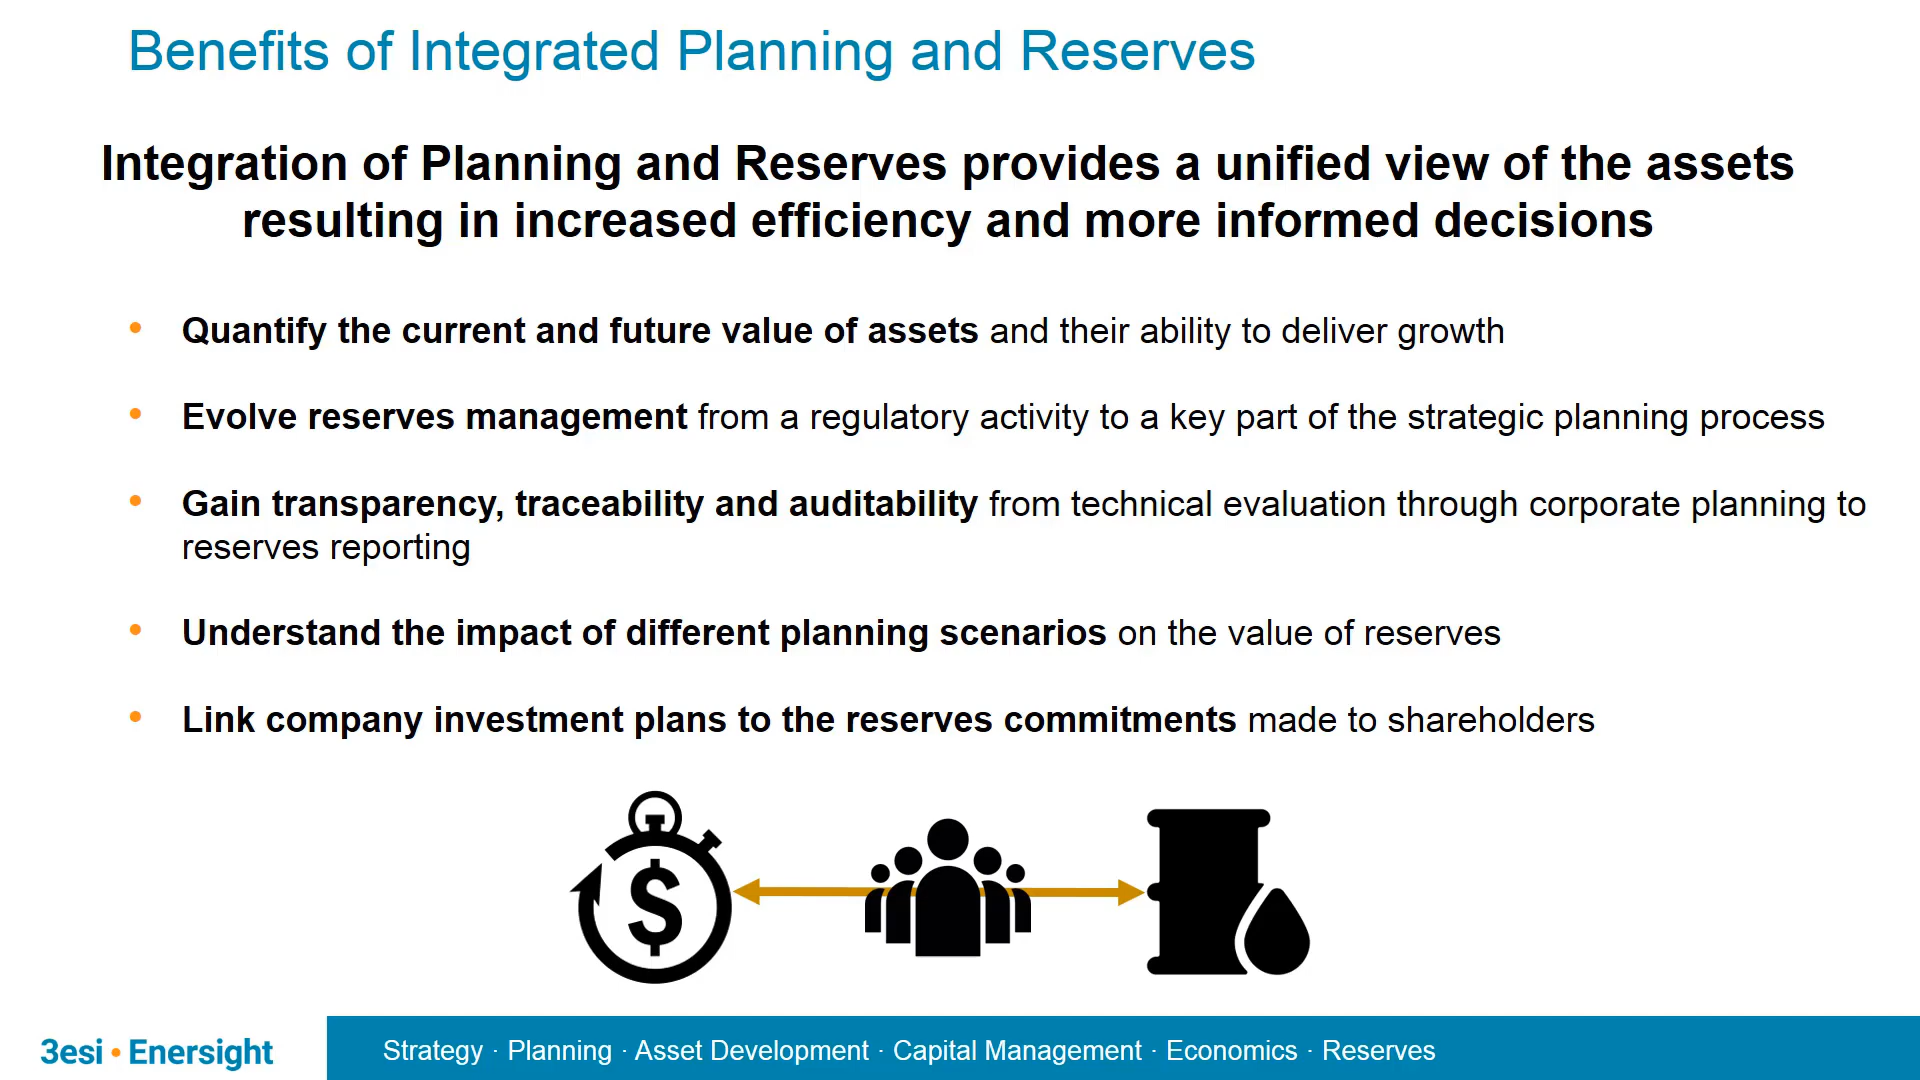 Benefits of Integrated Planning and Reserves
Integration of Planning and Reserves provides a unified view of the assets
resulting in increased efficiency and more informed decisions
• Quantify the current and future value of assets and their ability to deliver growth
• Evolve reserves management from a regulatory activity to a key part of the strategic planning process
• Gain transparency, traceability and auditability from technical evaluation through corporate planning to
reserves reporting
• Understand the impact of different planning scenarios on the value of reserves
• Link company investment plans to the reserves commitments made to shareholders
$
3esi • Enersight
Strategy · Planning · Asset Development · Capital Management · Economics · Reserves